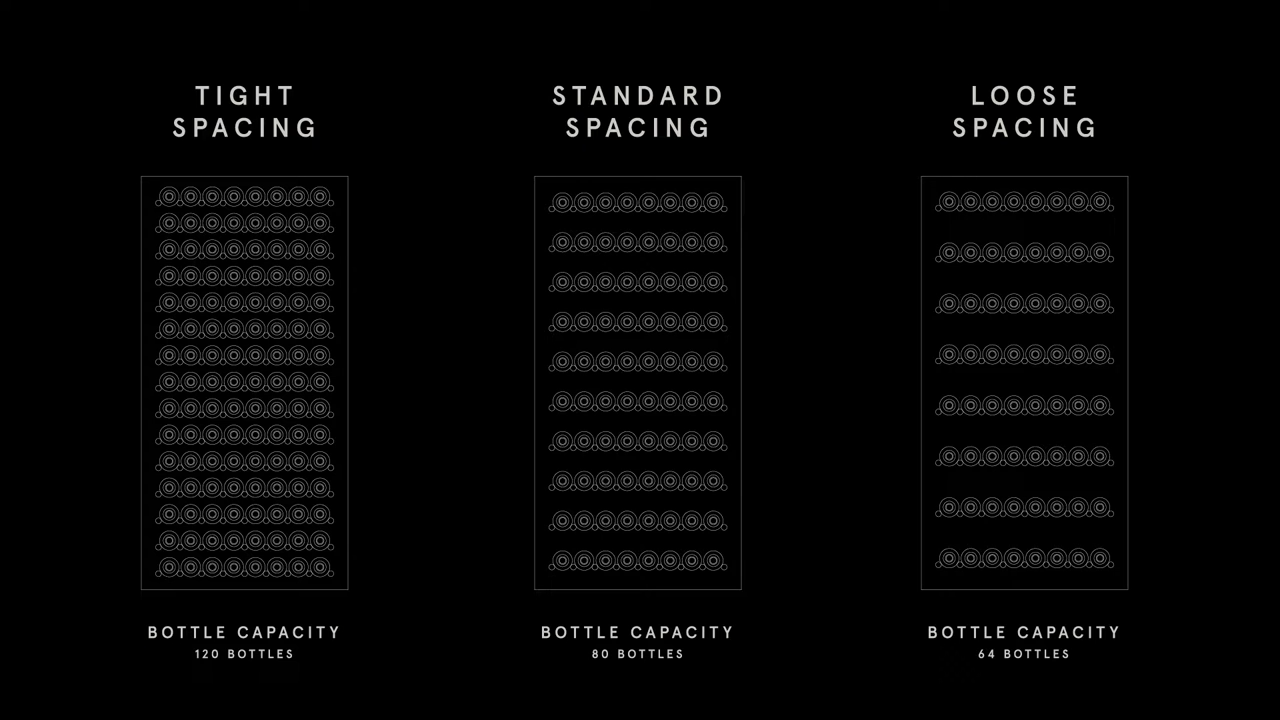 TIGHT
SPACING
BOTTLE CAPACITY
120 BOTTLES
STANDARD
SPACING
BOTTLE CAPACITY
80 BOTTLES
LOOSE
SPACING
BOTTLE CAPACITY
64 BOTTLES